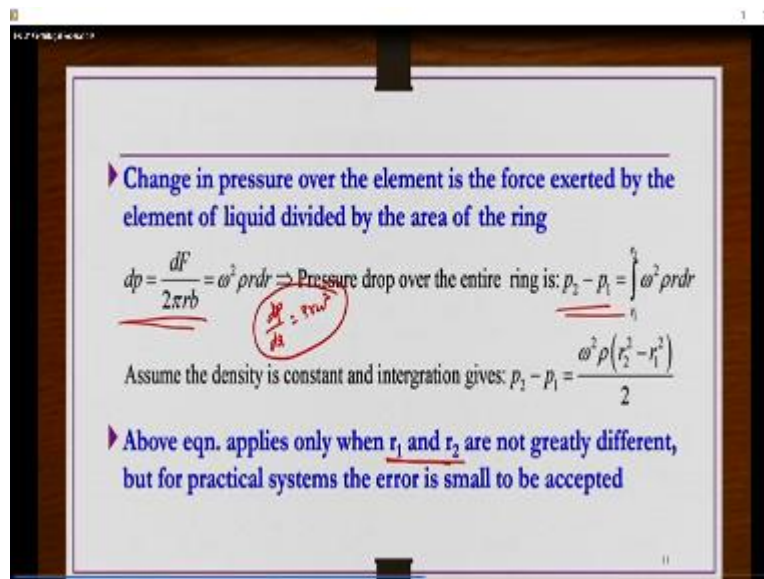 Change in pressure over the element is the force exerted by the
element of liquid divided by the area of the ring
dp = dF / 2πrb = ω²ρrdr ⇒ Pressure drop over the entire ring is: p₂ − p₁ = ∫ ω²ρrdr
Assume the density is constant and intergration gives: p₂ − p₁ = ω²ρ(r₂² − r₁²) / 2
Above eqn. applies only when r₁ and r₂ are not greatly different,
but for practical systems the error is small to be accepted
11